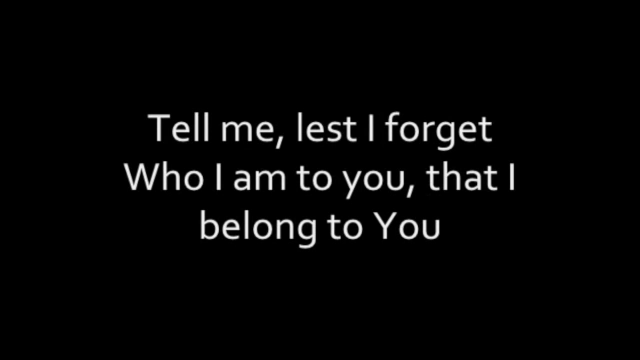 Tell me, lest I forget
Who I am to you, that I
belong to You